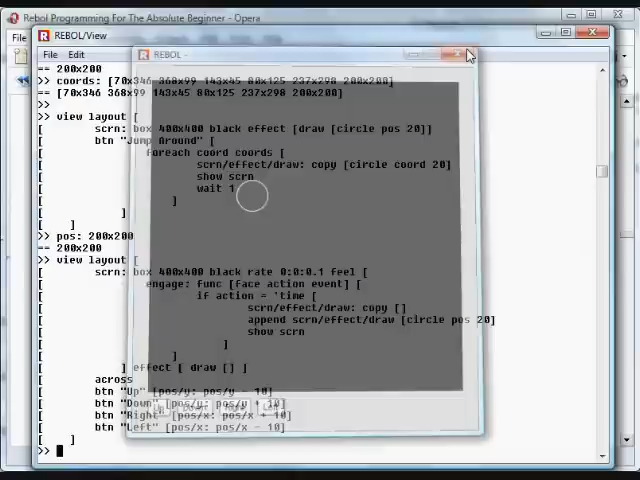 Rebol Programming For The Absolute Beginner - Opera
File
REBOL/View
File Edit
REBOL -
== 200x200
>> coords: [70x346 368x99 143x45 80x125 237x298 200x200]
== [70x346 368x99 143x45 80x125 237x298 200x200]
>>
>> view layout [
[ scrn: box 400x400 black effect [draw [circle pos 20]]
[ btn "Jump Around" [
[ foreach coord coords [
[ scrn/effect/draw: copy [circle coord 20]
[ show scrn
[ wait 1
[ ]
[ ]
[ ]
>> pos: 200x200
== 200x200
>> view layout [
[ scrn: box 400x400 black rate 0:0:0.1 feel [
[ engage: func [face action event] [
[ if action = 'time [
[ scrn/effect/draw: copy []
[ append scrn/effect/draw [circle pos 20]
[ show scrn
[ ]
[ ]
[ ] effect [ draw [] ]
[ across
[ btn "Up" [pos/y: pos/y - 10]
[ btn "Down" [pos/y: pos/y + 10]
[ btn "Right" [pos/x: pos/x + 10]
[ btn "Left" [pos/x: pos/x - 10]
[ ]
>>